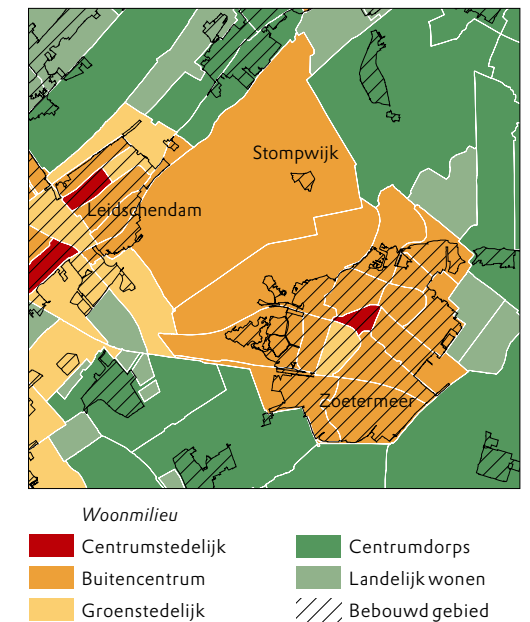 Stompwijk
Leidschendam
Zoetermeer
Woonmilieu
Centrumstedelijk
Buitencentrum
Groenstedelijk
Centrumdorps
Landelijk wonen
Bebouwd gebied